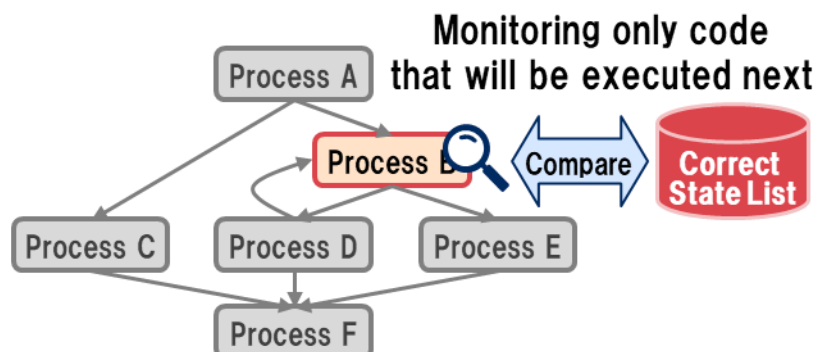 Monitoring only code
that will be executed next
Process A
Process B
Compare
Correct
State List
Process C
Process D
Process E
Process F